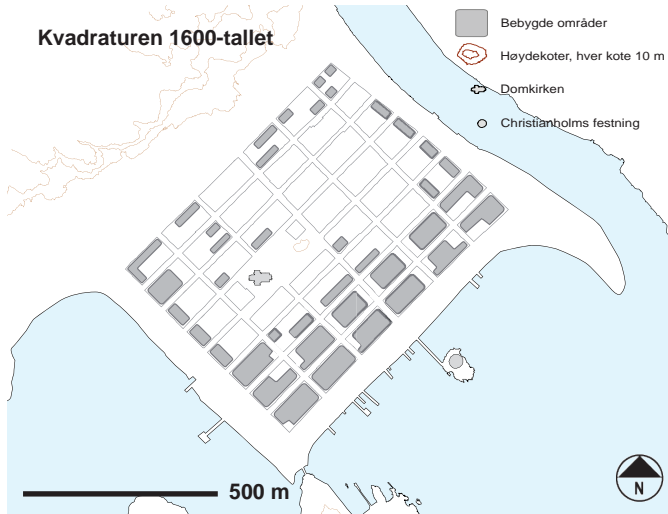 Kvadraturen 1600-tallet
Bebygde områder
Høydekoter, hver kote 10 m
Domkirken
Christianholms festning
500 m
N